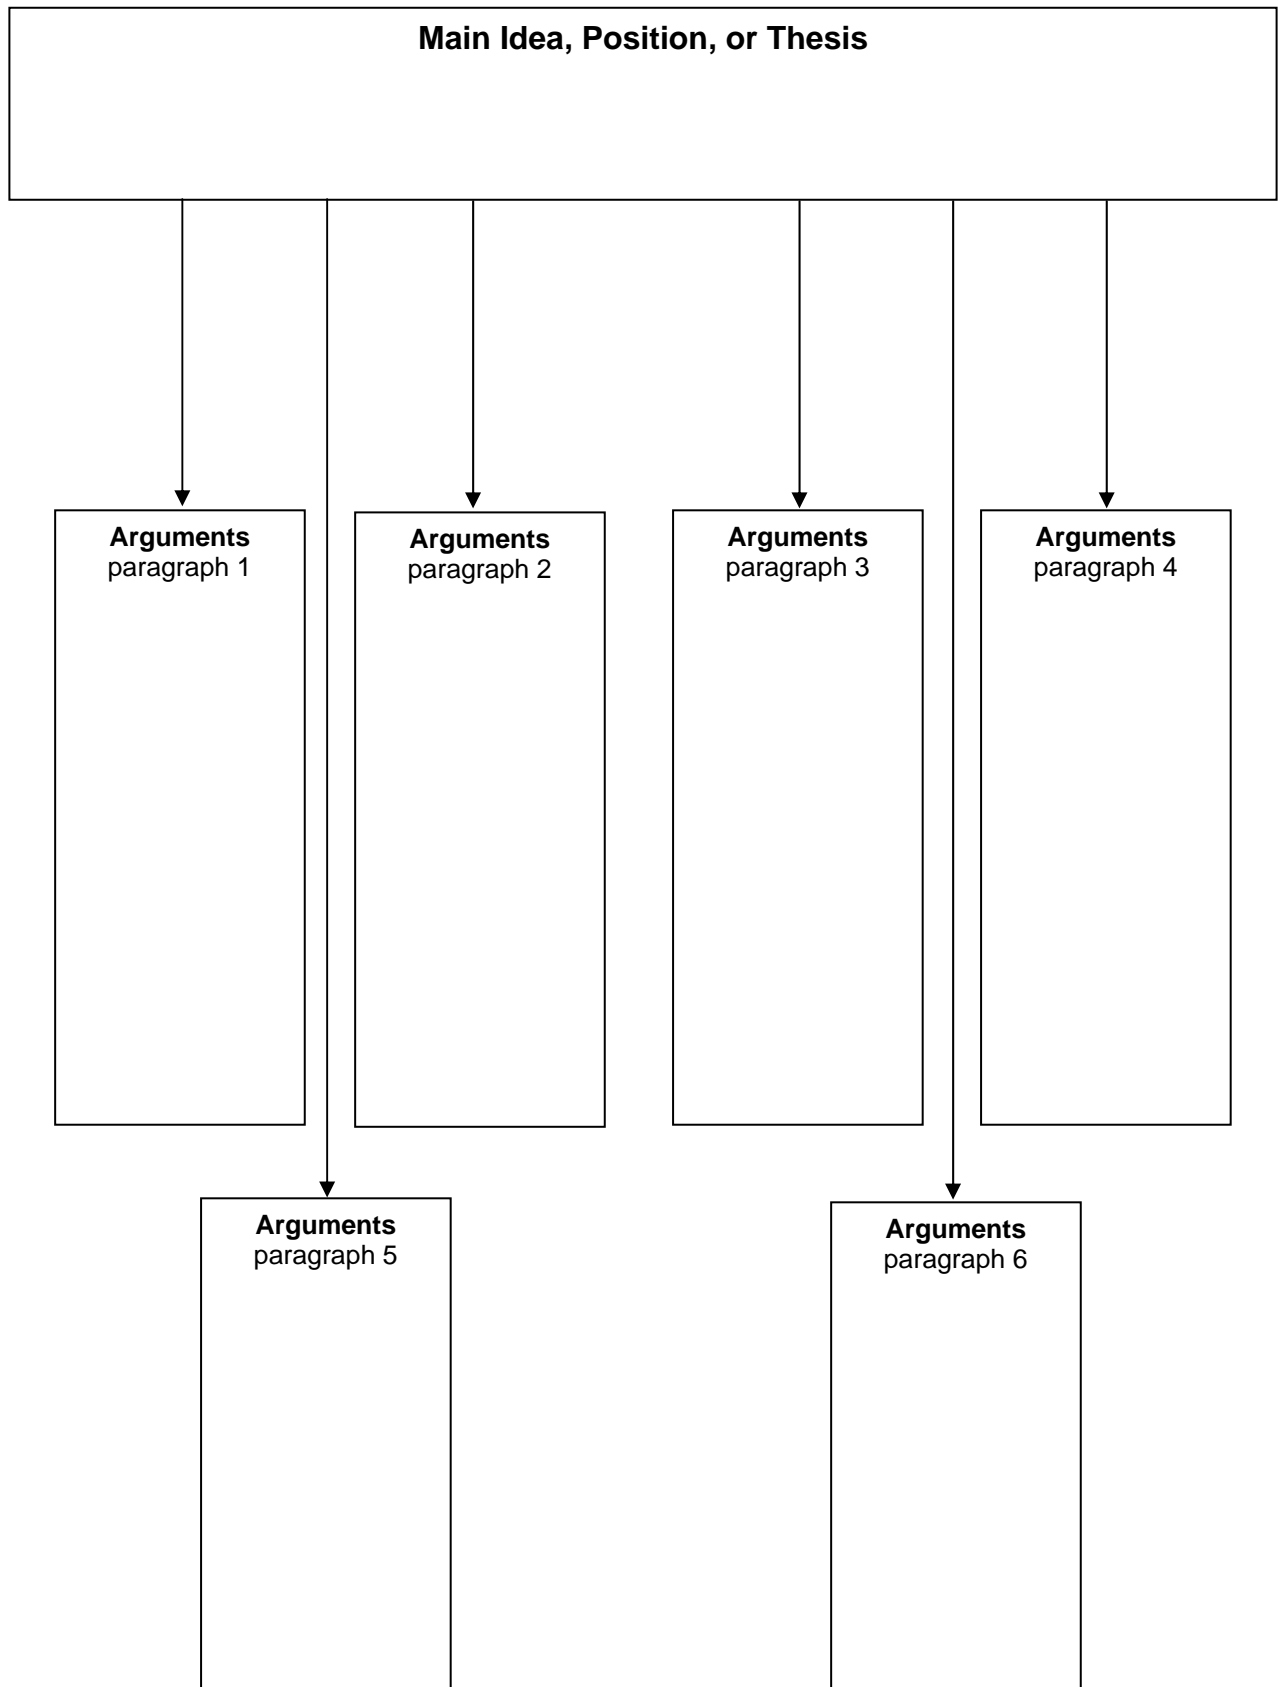 Main Idea, Position, or Thesis
Arguments
paragraph 1
Arguments
paragraph 2
Arguments
paragraph 3
Arguments
paragraph 4
Arguments
paragraph 5
Arguments
paragraph 6